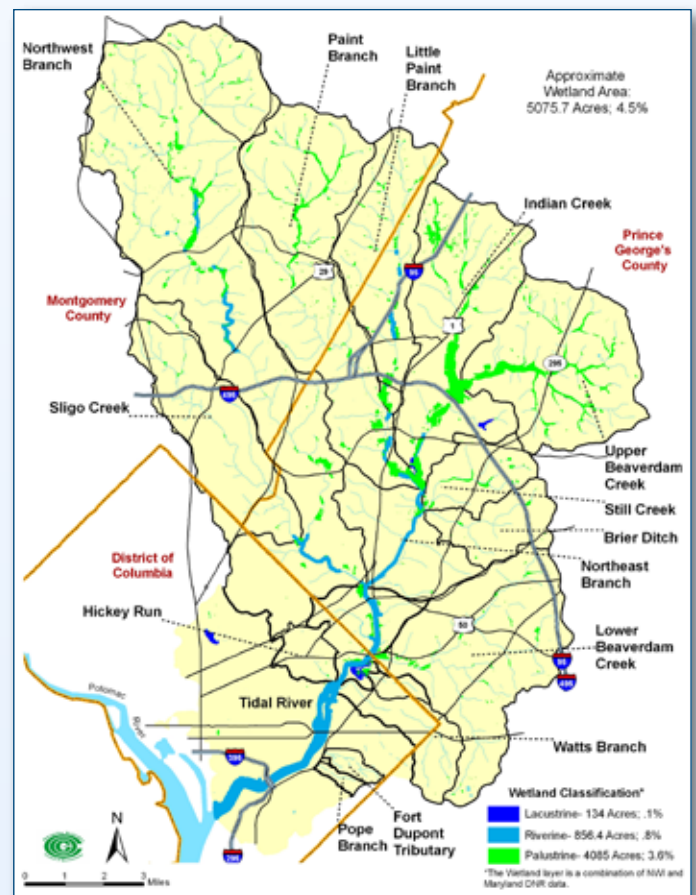 Northwest
Branch
Paint
Branch
Little
Paint
Branch
Approximate
Wetland Area:
5075.7 Acres; 4.5%
Indian Creek
Prince
George's
County
29
95
Montgomery
County
1
295
495
Sligo Creek
Upper
Beaverdam
Creek
Still Creek
Brier Ditch
Northeast
Branch
District of
Columbia
Hickey Run
50
Lower
Beaverdam
Creek
95
495
Tidal River
Potomac
River
Watts Branch
395
295
Pope
Branch
Fort
Dupont
Tributary
Wetland Classification*
Lacustrine- 134 Acres; .1%
Riverine- 856.4 Acres; .8%
Palustrine- 4085 Acres; 3.6%
*The Wetland layer is a combination of NWI and
Maryland DNR data.
N
0 1 2 3
Miles